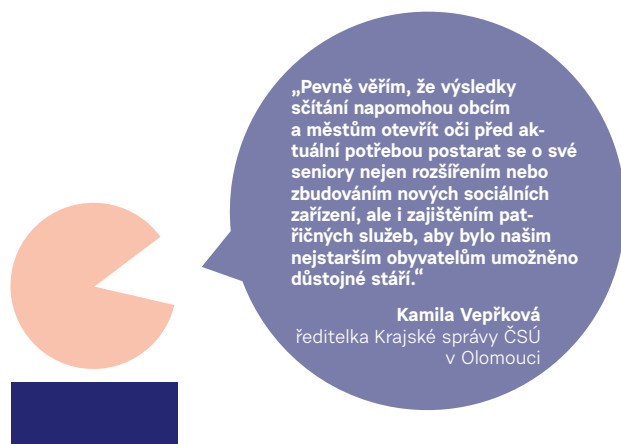 „Pevně věřím, že výsledky
sčítání napomohou obcím
a městům otevřít oči před ak-
tuální potřebou postarat se o své
seniory nejen rozšířením nebo
zbudováním nových sociálních
zařízení, ale i zajištěním pat-
řičných služeb, aby bylo našim
nejstarším obyvatelům umožněno
důstojné stáří.“
Kamila Vepřková
ředitelka Krajské správy ČSÚ
v Olomouci